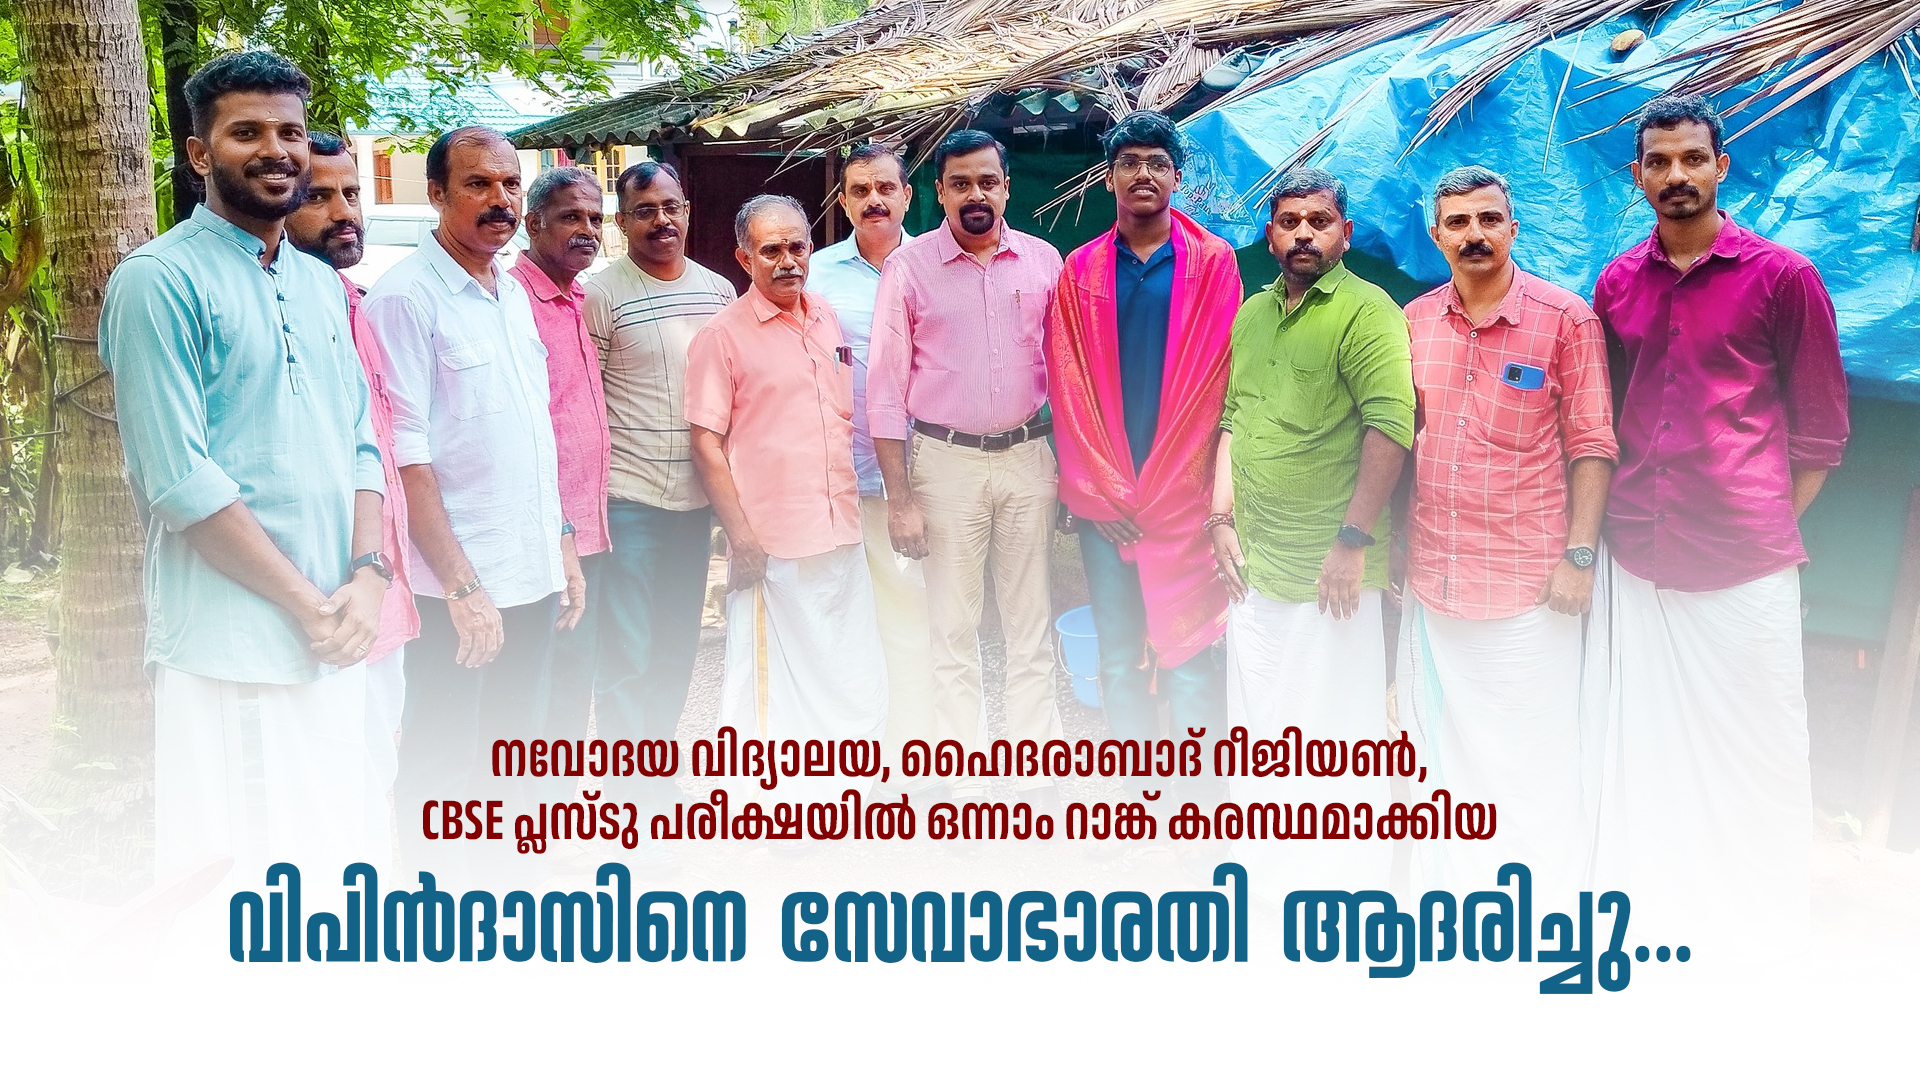 നവോദയ വിദ്യാലയ, ഹൈദരാബാദ് റീജിയൺ,
CBSE പ്ലസ്ടു പരീക്ഷയിൽ ഒന്നാം റാങ്ക് കരസ്ഥമാക്കിയ
വിപിൻദാസിനെ സേവാഭാരതി ആദരിച്ചു...